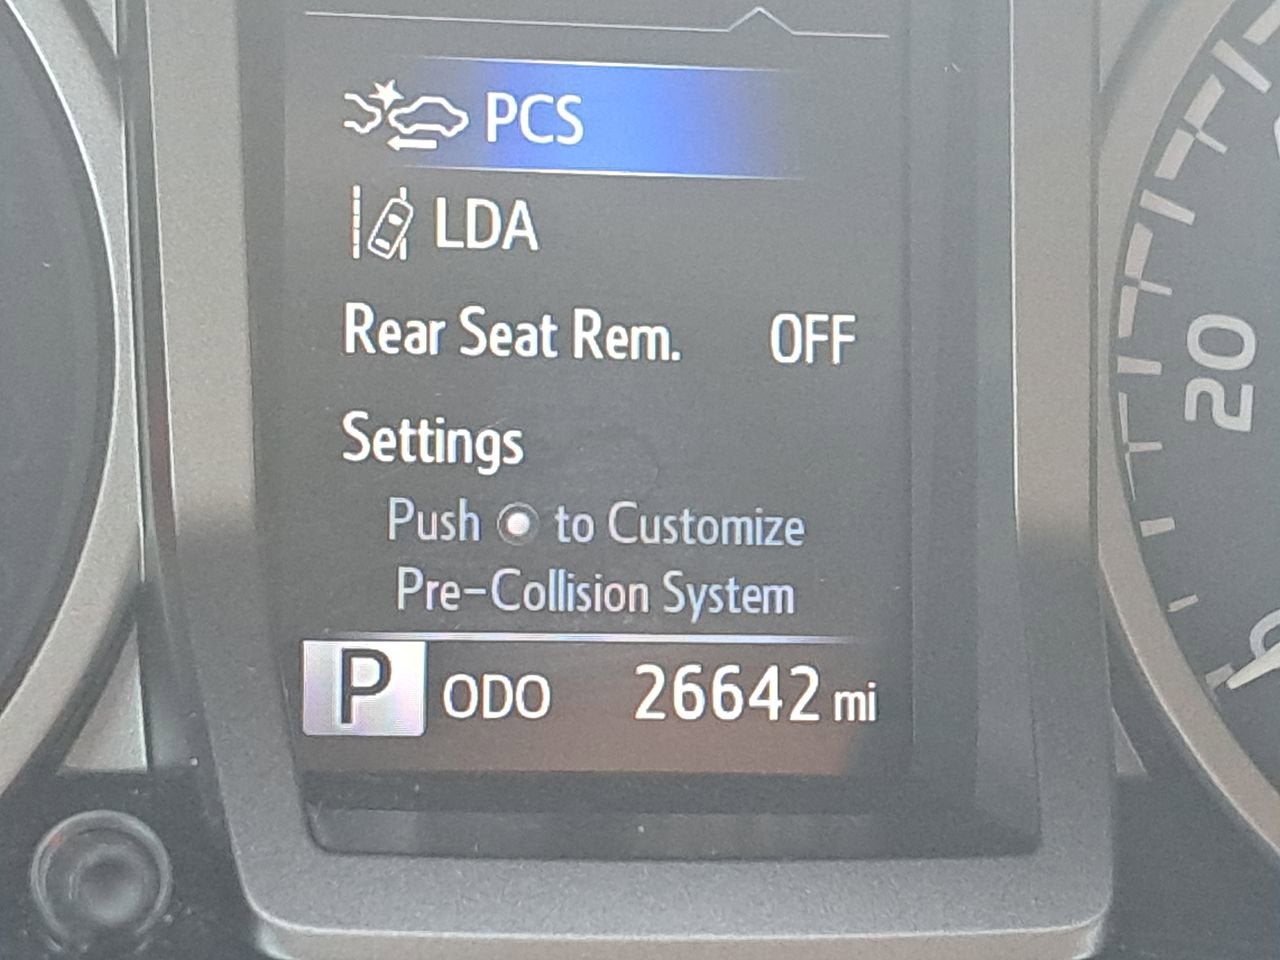 PCS
LDA
Rear Seat Rem. OFF
Settings
Push to Customize
Pre-Collision System
P ODO 26642 mi
20